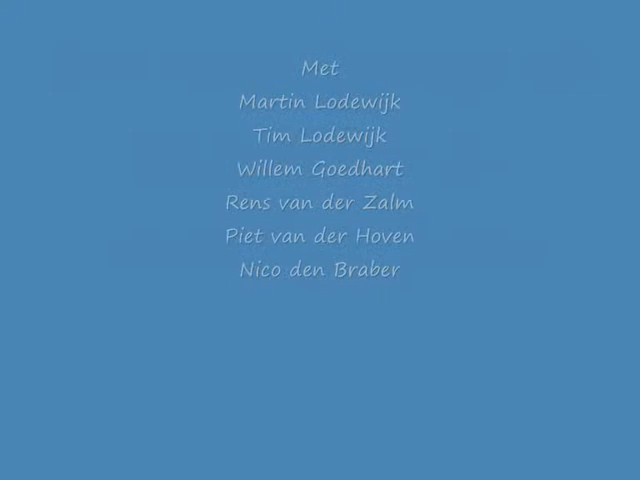 Met
Martin Lodewijk
Tim Lodewijk
Willem Goedhart
Rens van der Zalm
Piet van der Hoven
Nico den Braber